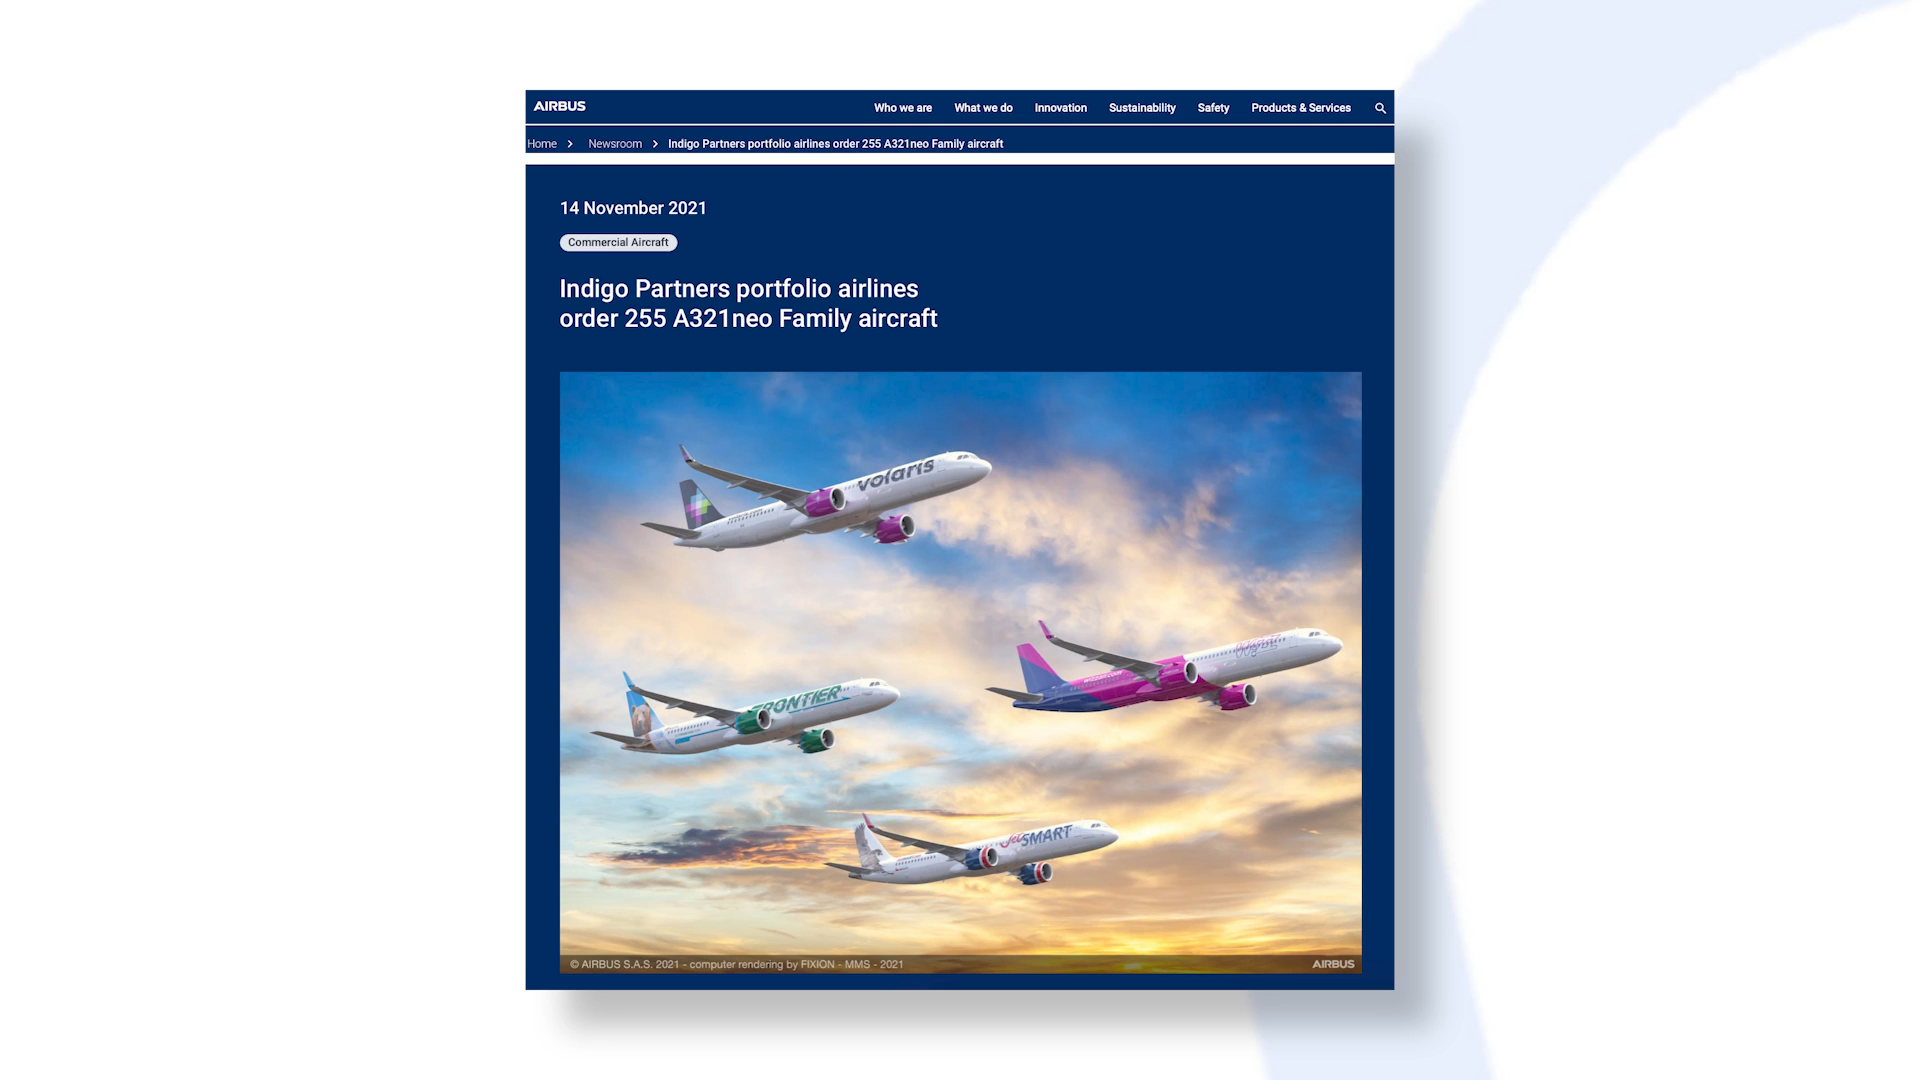 AIRBUS
Who we are What we do Innovation Sustainability Safety Products & Services
Home > Newsroom > Indigo Partners portfolio airlines order 255 A321neo Family aircraft
14 November 2021
Commercial Aircraft
Indigo Partners portfolio airlines
order 255 A321neo Family aircraft
volaris
FRONTIER
jetSMART
© AIRBUS S.A.S. 2021 - computer rendering by FIXION - MMS - 2021
AIRBUS